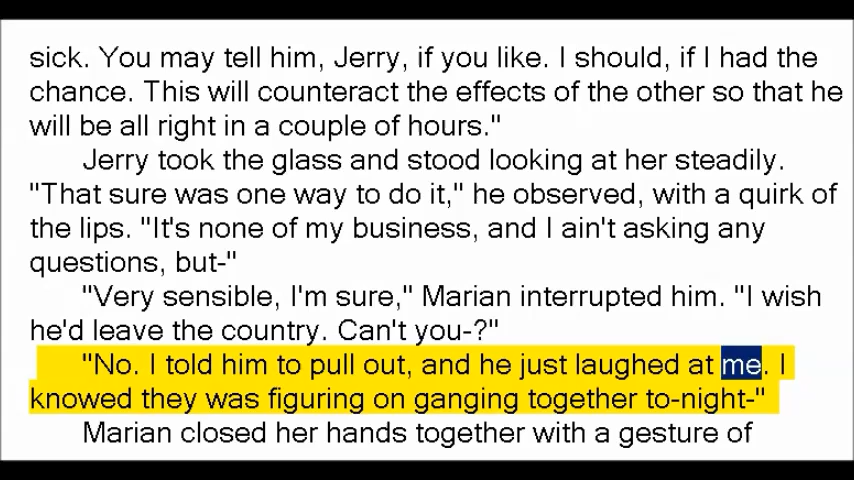 sick. You may tell him, Jerry, if you like. I should, if I had the
chance. This will counteract the effects of the other so that he
will be all right in a couple of hours."
Jerry took the glass and stood looking at her steadily.
"That sure was one way to do it," he observed, with a quirk of
the lips. "It's none of my business, and I ain't asking any
questions, but-"
"Very sensible, I'm sure," Marian interrupted him. "I wish
he'd leave the country. Can't you-?"
"No. I told him to pull out, and he just laughed at me. I
knowed they was figuring on ganging together to-night-"
Marian closed her hands together with a gesture of